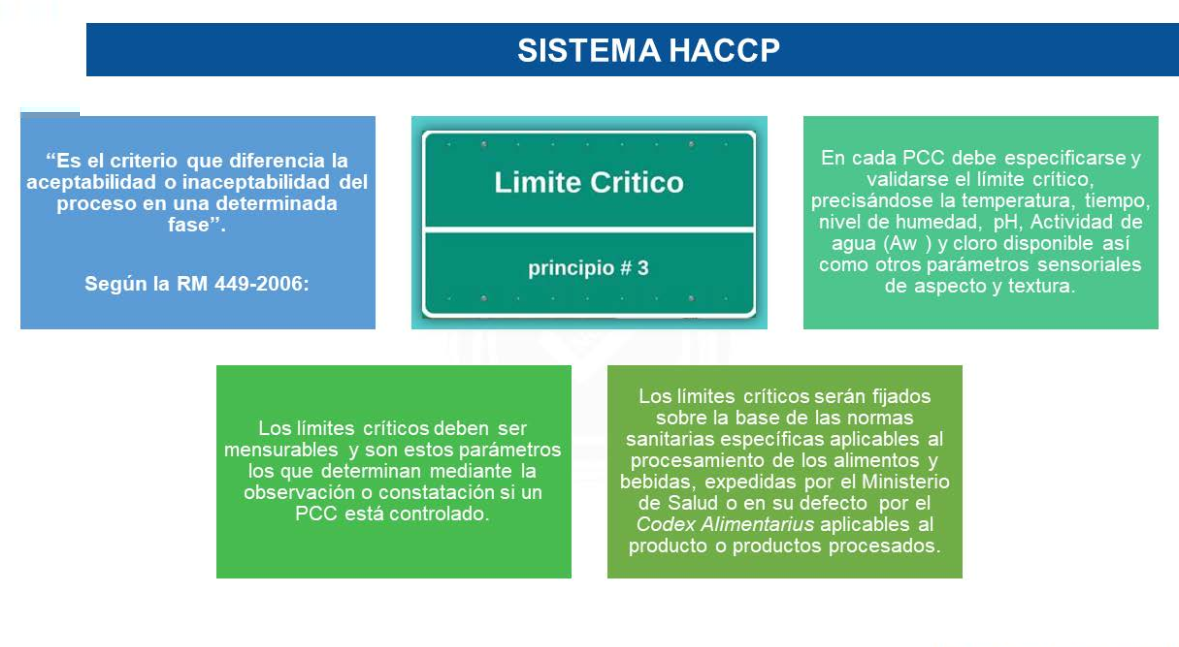 SISTEMA HACCP
“Es el criterio que diferencia la
aceptabilidad o inaceptabilidad del
proceso en una determinada
fase”.
Según la RM 449-2006:
Limite Critico
principio # 3
En cada PCC debe especificarse y
validarse el límite crítico,
precisándose la temperatura, tiempo,
nivel de humedad, pH, Actividad de
agua (Aw ) y cloro disponible así
como otros parámetros sensoriales
de aspecto y textura.
Los límites críticos deben ser
mensurables y son estos parámetros
los que determinan mediante la
observación o constatación si un
PCC está controlado.
Los límites críticos serán fijados
sobre la base de las normas
sanitarias específicas aplicables al
procesamiento de los alimentos y
bebidas, expedidas por el Ministerio
de Salud o en su defecto por el
Codex Alimentarius aplicables al
producto o productos procesados.